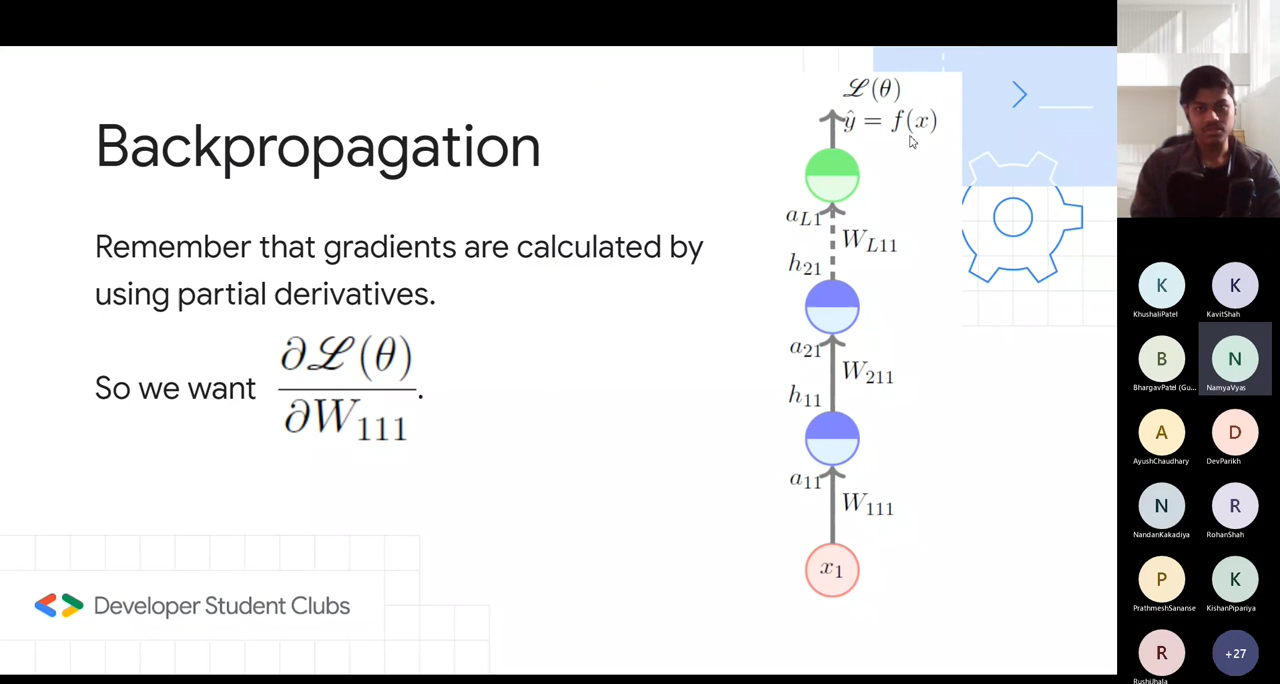 Backpropagation
Remember that gradients are calculated by
using partial derivatives.
So we want ∂ℒ(θ)/∂W₁₁₁.
Developer Student Clubs
ℒ(θ)
ŷ = f(x)
a_L1
W_L11
h₂₁
a₂₁
W₂₁₁
h₁₁
a₁₁
W₁₁₁
x₁
K
K
KhushaliPatel
KavitShah
B
N
BhargavPatel (Gu...
NamyaVyas
A
D
AyushChaudhary
DevParikh
N
R
NandanKakadiya
RohanShah
P
K
PrathmeshSananse
KishanPipariya
R
+27
RushiJhala